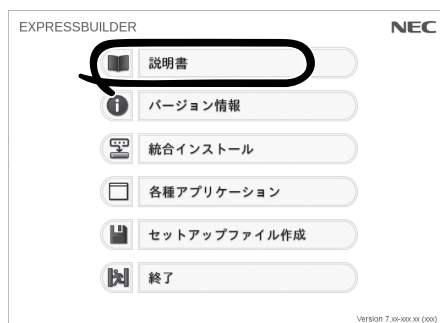 EXPRESSBUILDER
NEC
説明書
バージョン情報
統合インストール
各種アプリケーション
セットアップファイル作成
終了
Version 7.xx-xxx.xx (xxx)